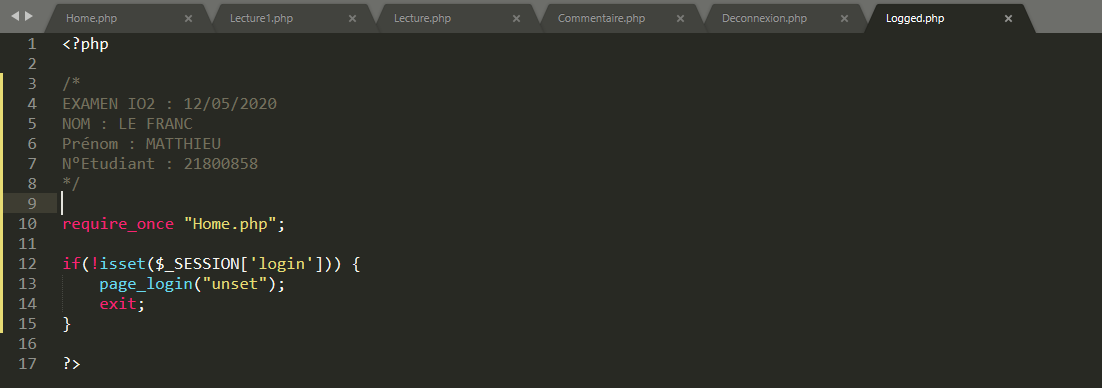 Home.php
Lecture1.php
Lecture.php
Commentaire.php
Deconnexion.php
Logged.php
1 <?php
2
3 /*
4 EXAMEN IO2 : 12/05/2020
5 NOM : LE FRANC
6 Prénom : MATTHIEU
7 N°Etudiant : 21800858
8 */
9
10 require_once "Home.php";
11
12 if(!isset($_SESSION['login'])) {
13 page_login("unset");
14 exit;
15 }
16
17 ?>